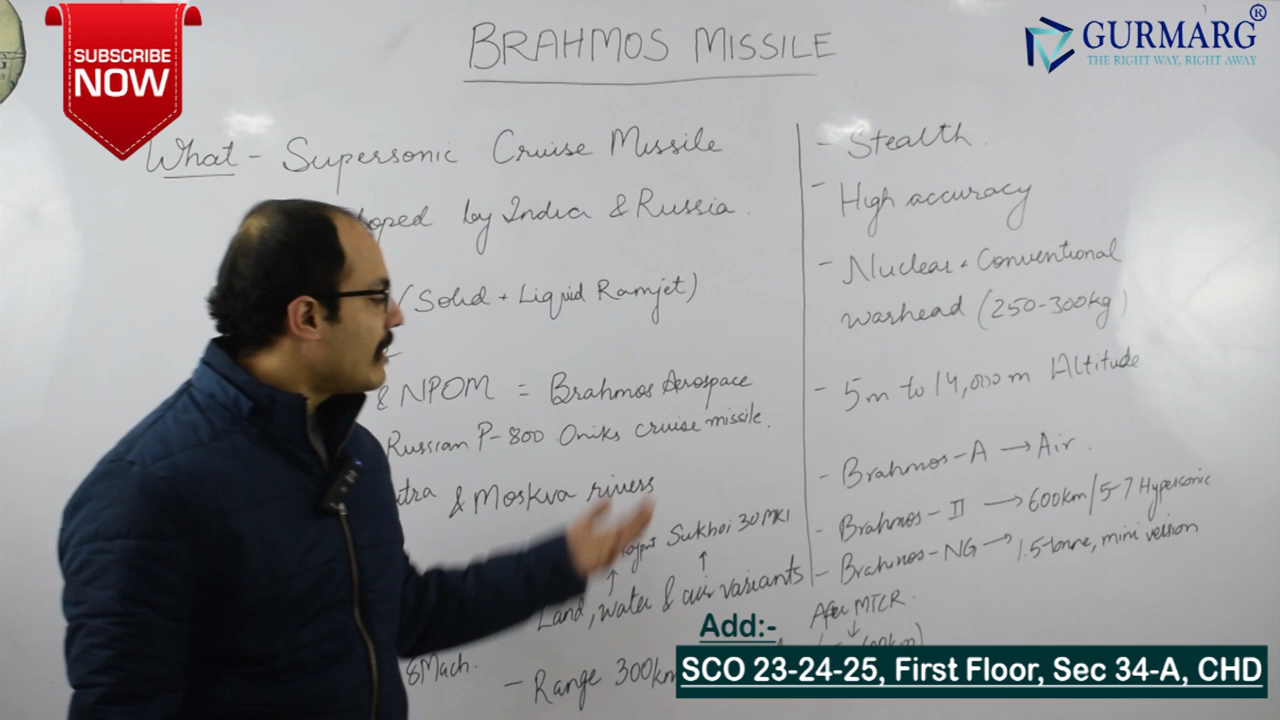 SUBSCRIBE
NOW
BRAHMOS MISSILE
GURMARG®
THE RIGHT WAY, RIGHT AWAY
What - Supersonic Cruise Missile
oped by India & Russia.
(Solid + Liquid Ramjet)
& NPOM = Brahmos Aerospace
Russian P-800 Oniks cruise missile.
utra & Moskva rivers
Sukhoi 30 MKI
Land, water & air variants
8 Mach.
- Range 300km
- Stealth.
- High accuracy
- Nuclear + Conventional
warhead (250-300kg)
- 5m to 14,000m Altitude
- Brahmos-A → Air.
- Brahmos-II → 600km/5-7 Hypersonic
- Brahmos-NG → 1.5-tonne, mini version
After MTCR.
Add:-
SCO 23-24-25, First Floor, Sec 34-A, CHD